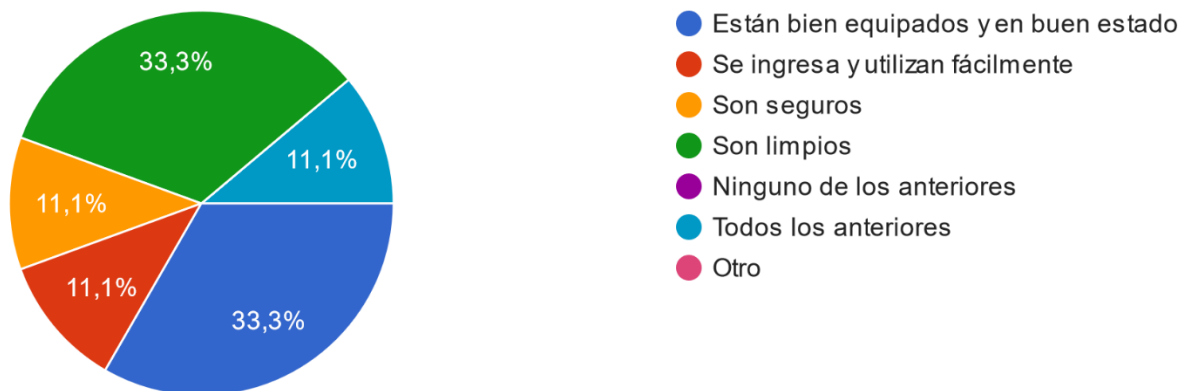 33,3%
11,1%
11,1%
11,1%
33,3%
Están bien equipados y en buen estado
Se ingresa y utilizan fácilmente
Son seguros
Son limpios
Ninguno de los anteriores
Todos los anteriores
Otro